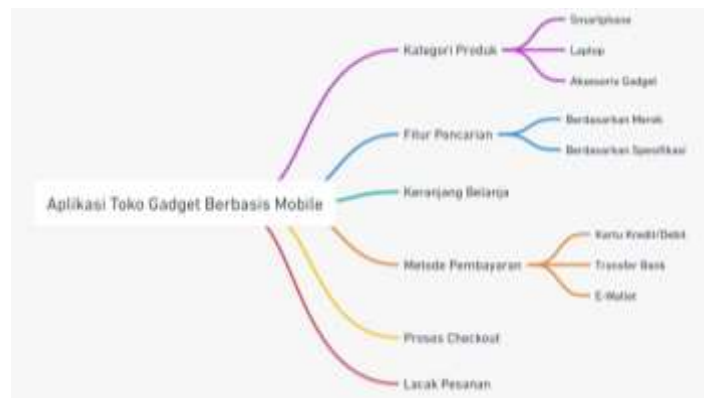 Aplikasi Toko Gadget Berbasis Mobile
Kategori Produk
Smartphone
Laptop
Aksesoris Gadget
Fitur Pencarian
Berdasarkan Merek
Berdasarkan Spesifikasi
Keranjang Belanja
Metode Pembayaran
Kartu Kredit/Debit
Transfer Bank
E-Wallet
Proses Checkout
Lacak Pesanan